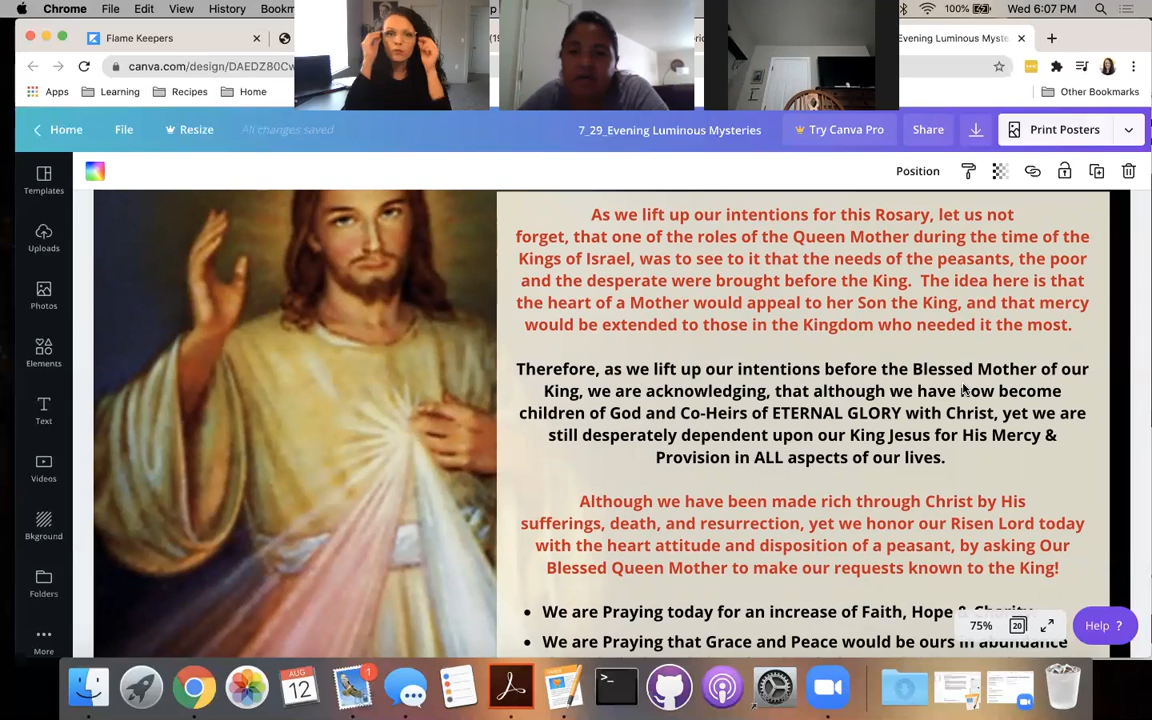 Chrome File Edit View History Bookm
100% Wed 6:07 PM
Flame Keepers
Evening Luminous Myste
canva.com/design/DAEDZ80Cw
Apps Learning Recipes Home
Other Bookmarks
Home File Resize All changes saved
7_29_Evening Luminous Mysteries Try Canva Pro Share Print Posters
Position
Templates
Uploads
Photos
Elements
Text
Videos
Bkground
Folders
More
As we lift up our intentions for this Rosary, let us not
forget, that one of the roles of the Queen Mother during the time of the
Kings of Israel, was to see to it that the needs of the peasants, the poor
and the desperate were brought before the King. The idea here is that
the heart of a Mother would appeal to her Son the King, and that mercy
would be extended to those in the Kingdom who needed it the most.
Therefore, as we lift up our intentions before the Blessed Mother of our
King, we are acknowledging, that although we have now become
children of God and Co-Heirs of ETERNAL GLORY with Christ, yet we are
still desperately dependent upon our King Jesus for His Mercy &
Provision in ALL aspects of our lives.
Although we have been made rich through Christ by His
sufferings, death, and resurrection, yet we honor our Risen Lord today
with the heart attitude and disposition of a peasant, by asking Our
Blessed Queen Mother to make our requests known to the King!
• We are Praying today for an increase of Faith, Hope & Charity
• We are Praying that Grace and Peace would be ours in abundance
75% 20 Help ?
AUG
12
1